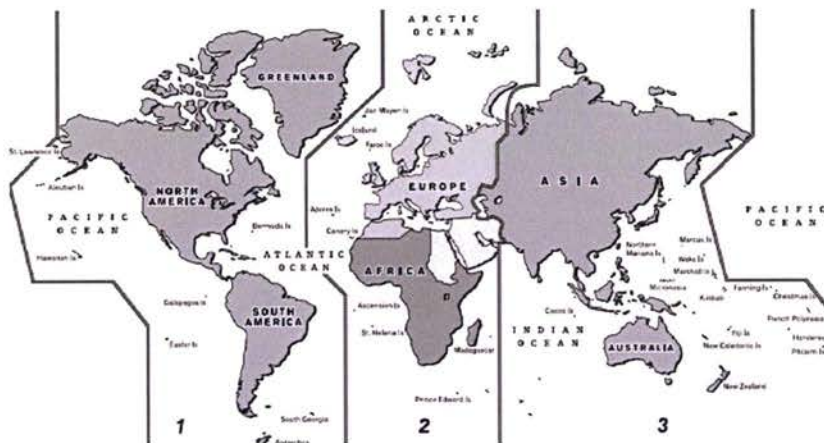 ARCTIC
OCEAN
GREENLAND
Jan Mayen Is
Iceland
Faroe Is
St. Lawrence Is
Aleutian Is
NORTH
AMERICA
EUROPE
ASIA
PACIFIC
OCEAN
Hawaiian Is
Bermuda Is
Azores Is
Canary Is
ATLANTIC
OCEAN
AFRICA
Northern
Mariana Is
Marcus Is
Wake Is
Marshall Is
Micronesia
Kiribati
Fanning Is
Christmas Is
PACIFIC
OCEAN
Galapagos Is
SOUTH
AMERICA
Ascension Is
St. Helena Is
Madagascar
Cocos Is
INDIAN
OCEAN
French Polynesia
Fiji Is
New Caledonia Is
Pitcairn Is
Easter Is
AUSTRALIA
New Zealand
Prince Edward Is
South Georgia
1
2
3